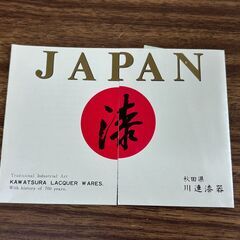 JAPAN
漆
Traditional Industrial Art
KAWATSURA LACQUER WARES.
With history of 700 years.
秋田県
川連漆器